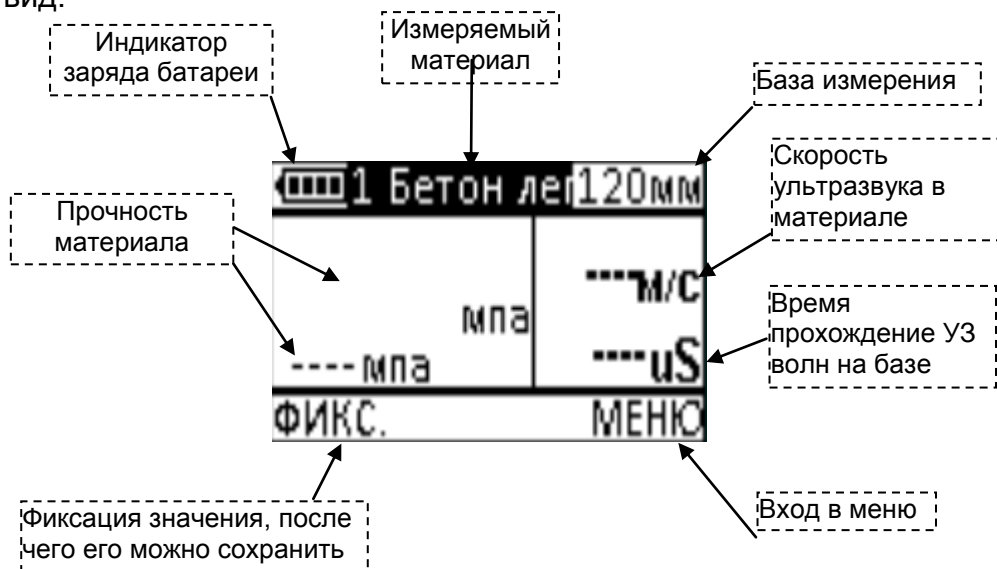 вид:
Индикатор
заряда батареи
Измеряемый
материал
База измерения
Скорость
ультразвука в
материале
Прочность
материала
1 Бетон лег 120мм
----м/с
мпа
----мпа
----uS
ФИКС. МЕНЮ
Время
прохождение УЗ
волн на базе
Фиксация значения, после
чего его можно сохранить
Вход в меню